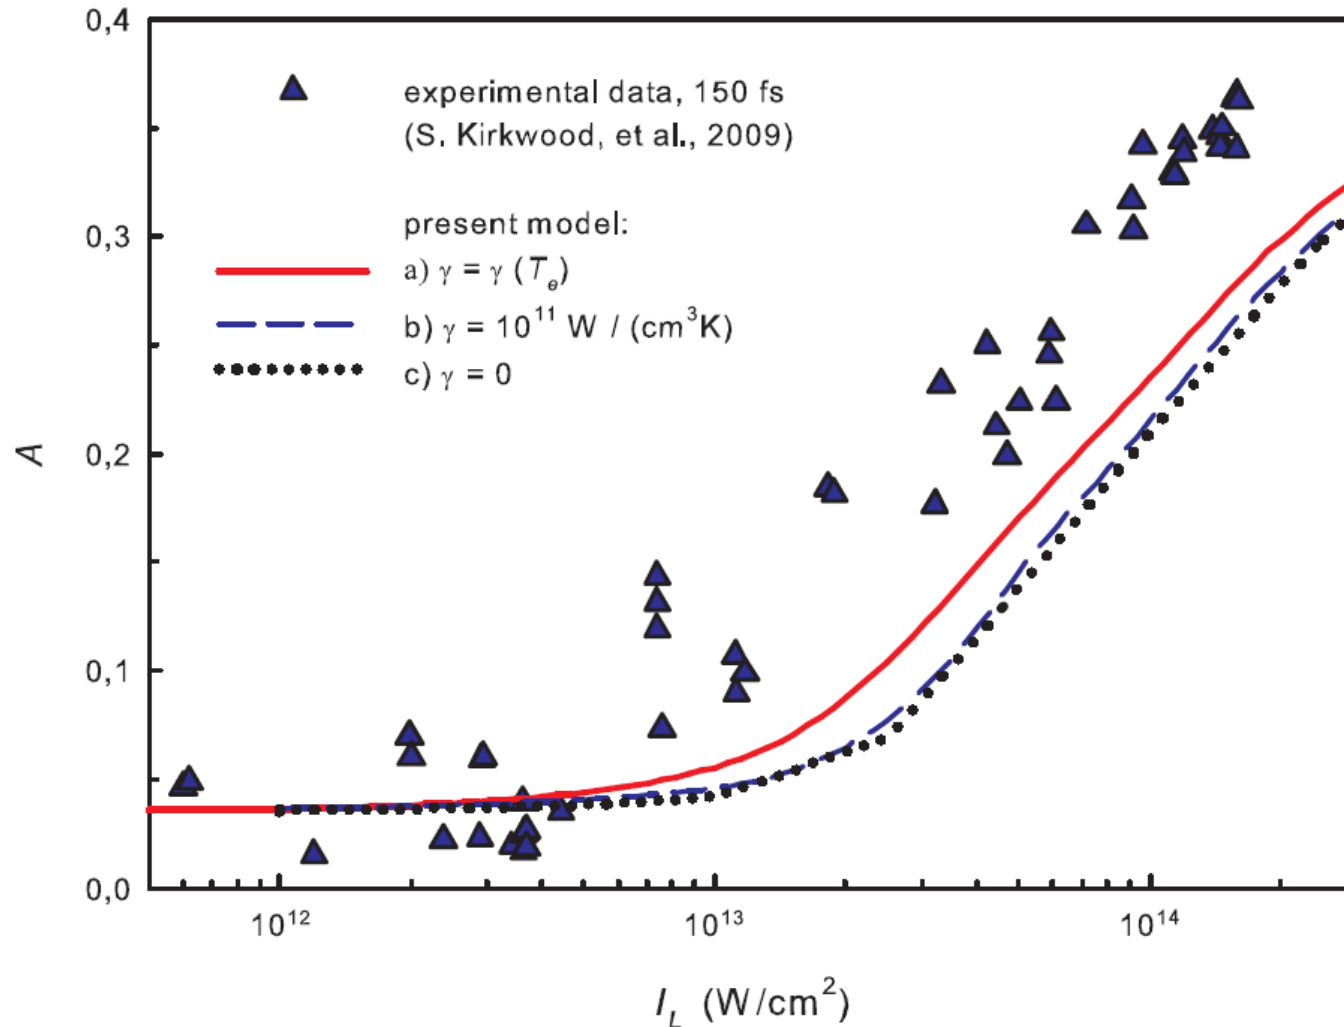 0,4
experimental data, 150 fs
(S. Kirkwood, et al., 2009)
0,3
present model:
a) γ = γ (Tₑ)
b) γ = 10¹¹ W / (cm³K)
c) γ = 0
A
0,2
0,1
0,0
10¹² 10¹³ 10¹⁴
I_L (W/cm²)